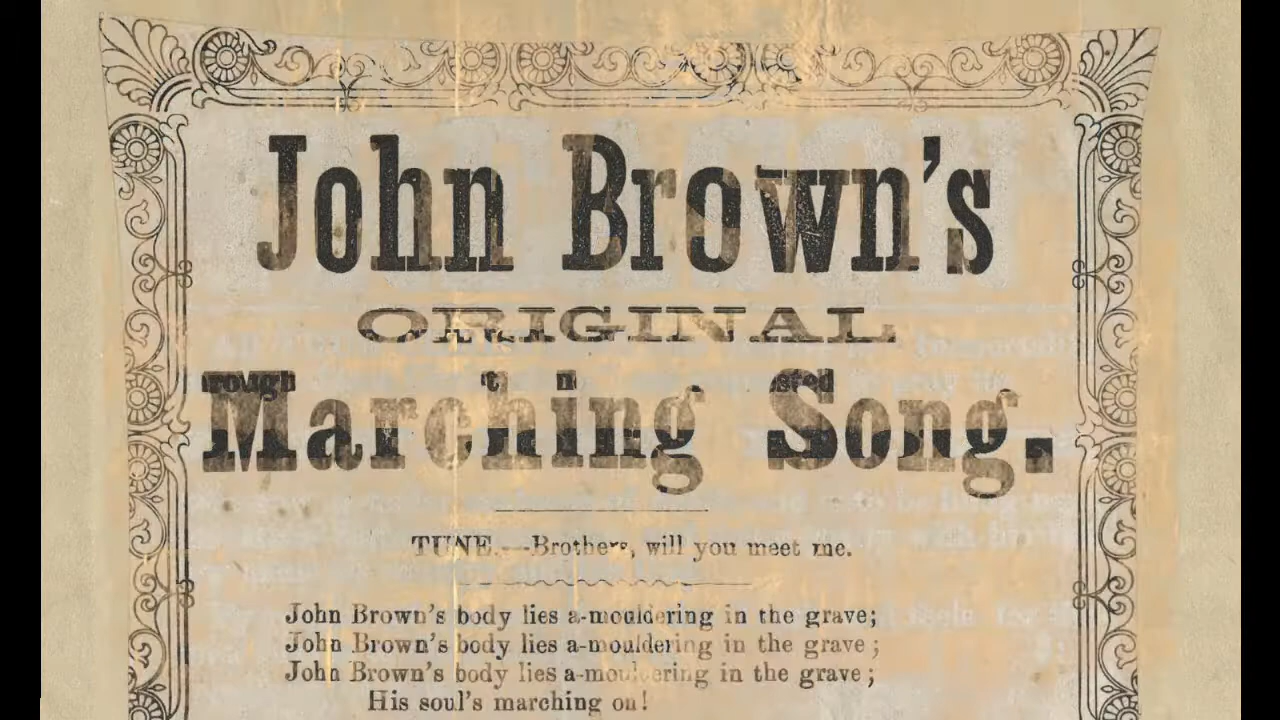 John Brown's
ORIGINAL
Marching Song.
TUNE.—Brothers, will you meet me.
John Brown's body lies a-mouldering in the grave;
John Brown's body lies a-mouldering in the grave;
John Brown's body lies a-mouldering in the grave;
His soul's marching on!